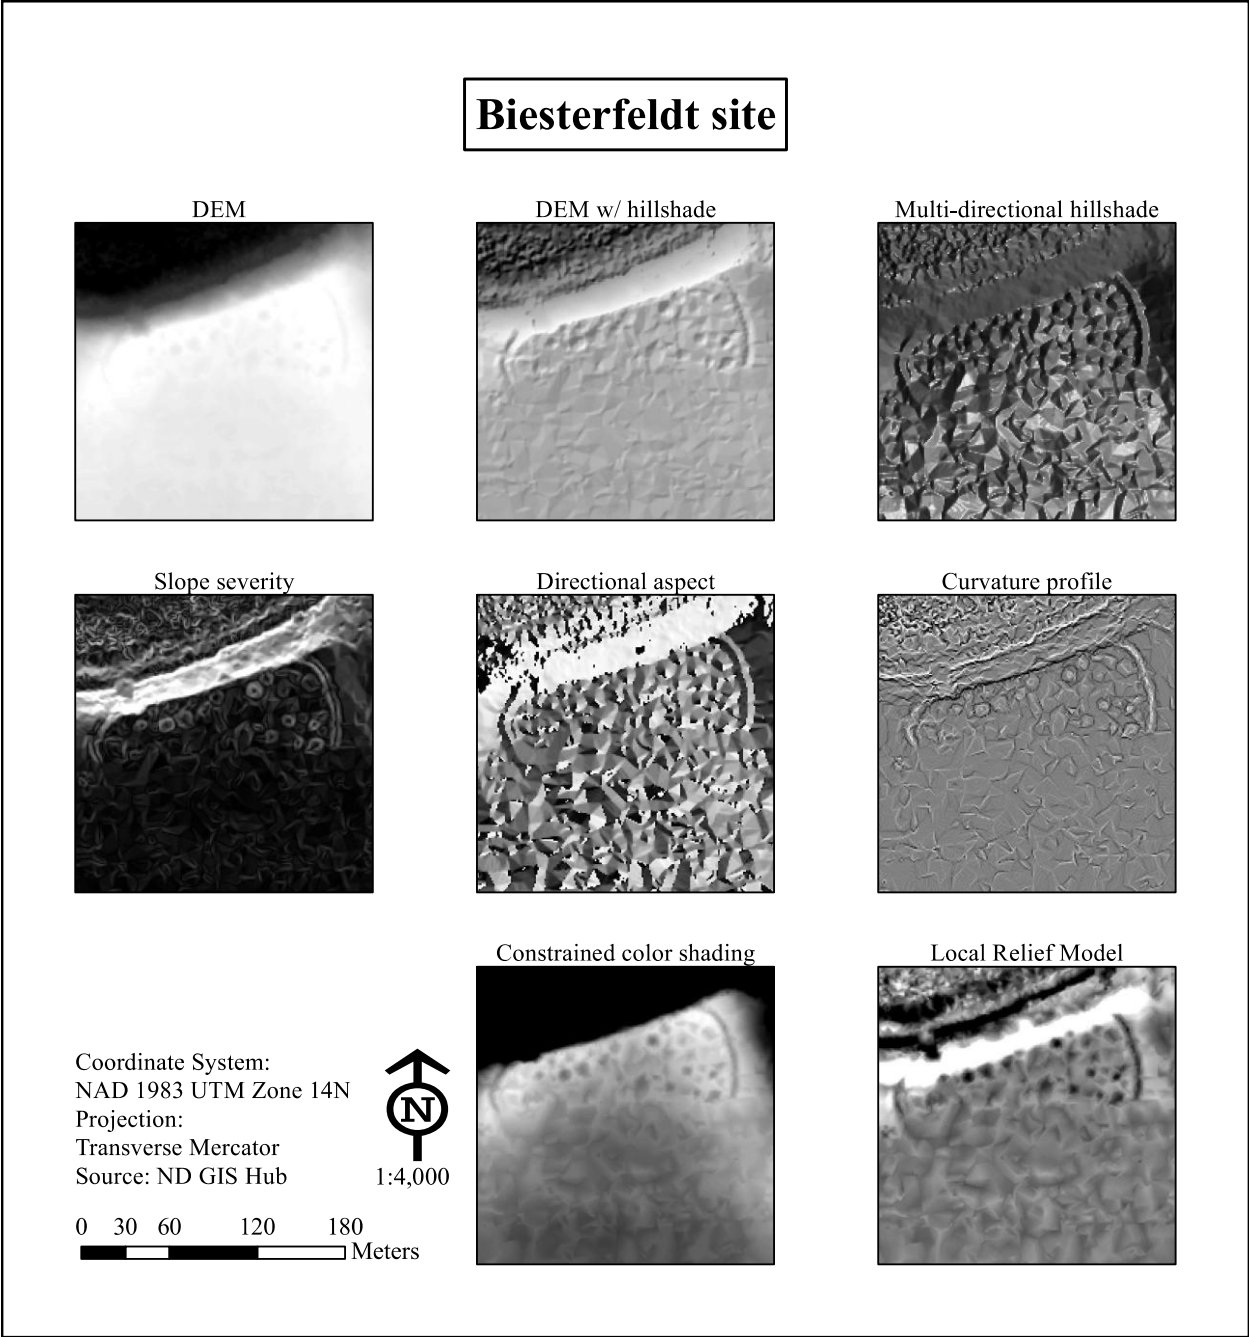 Biesterfeldt site
DEM
DEM w/ hillshade
Multi-directional hillshade
Slope severity
Directional aspect
Curvature profile
Constrained color shading
Local Relief Model
Coordinate System:
NAD 1983 UTM Zone 14N
Projection:
Transverse Mercator
Source: ND GIS Hub
N
1:4,000
0 30 60 120 180
Meters